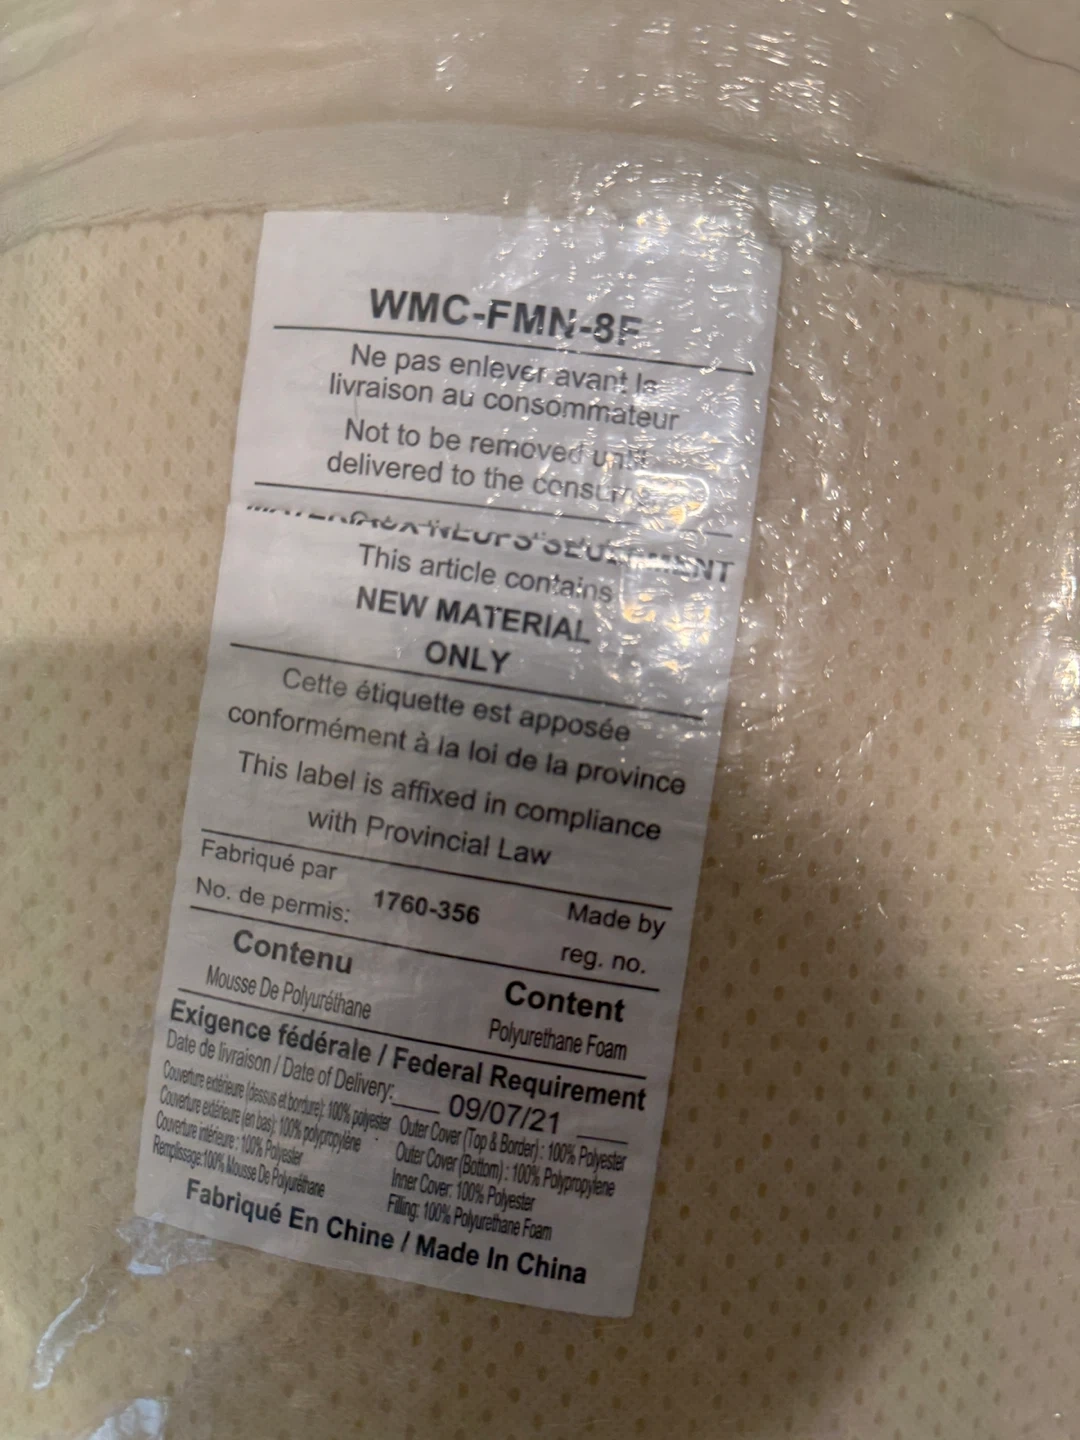 WMC-FMN-8F
Ne pas enlever avant la
livraison au consommateur
Not to be removed until
delivered to the
NEUFS SEULEMENT
This article contains
NEW MATERIAL
ONLY
Cette étiquette est apposée
conformément à la loi de la province
This label is affixed in compliance
with Provincial Law
Fabriqué par
No. de permis: 1760-356 Made by
reg. no.
Contenu Content
Mousse De Polyuréthane Polyurethane Foam
Exigence fédérale / Federal Requirement
Date de livraison / Date of Delivery: 09/07/21
Couverture extérieure (dessus et bordure): 100% polyester Outer Cover (Top & Border) : 100% Polyester
Couverture extérieure (en bas): 100% polypropylène Outer Cover (Bottom) : 100% Polypropylene
Couverture intérieure : 100% Polyester Inner Cover: 100% Polyester
Remplissage:100% Mousse De Polyuréthane Filling: 100% Polyurethane Foam
Fabriqué En Chine / Made In China